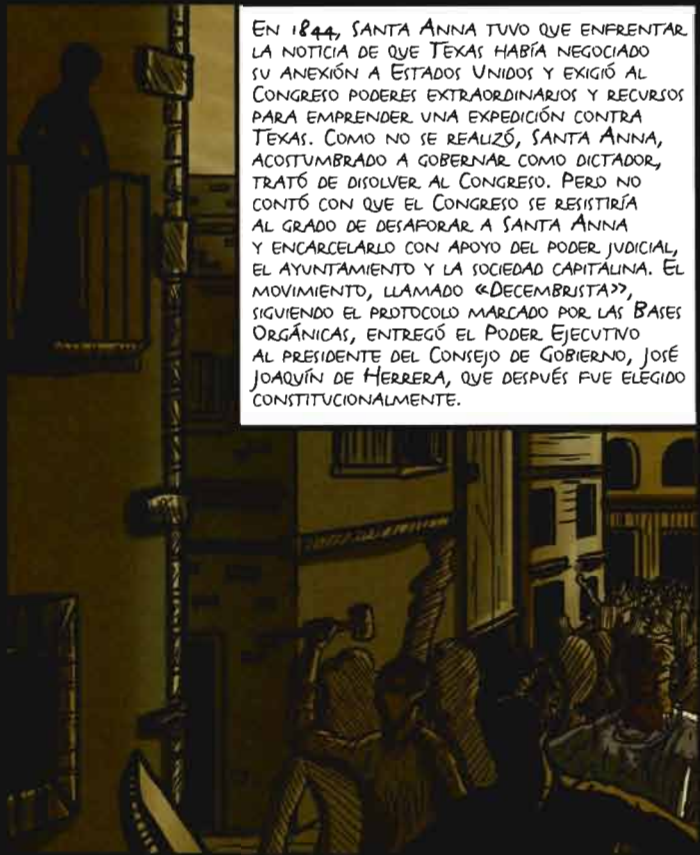 En 1844, Santa Anna tuvo que enfrentar
la noticia de que Texas había negociado
su anexión a Estados Unidos y exigió al
Congreso poderes extraordinarios y recursos
para emprender una expedición contra
Texas. Como no se realizó, Santa Anna,
acostumbrado a gobernar como dictador,
trató de disolver al Congreso. Pero no
contó con que el Congreso se resistiría
al grado de desaforar a Santa Anna
y encarcelarlo con apoyo del poder judicial,
el ayuntamiento y la sociedad capitalina. El
movimiento, llamado «Decembrista»,
siguiendo el protocolo marcado por las Bases
Orgánicas, entregó el Poder Ejecutivo
al presidente del Consejo de Gobierno, José
Joaquín de Herrera, que después fue elegido
constitucionalmente.